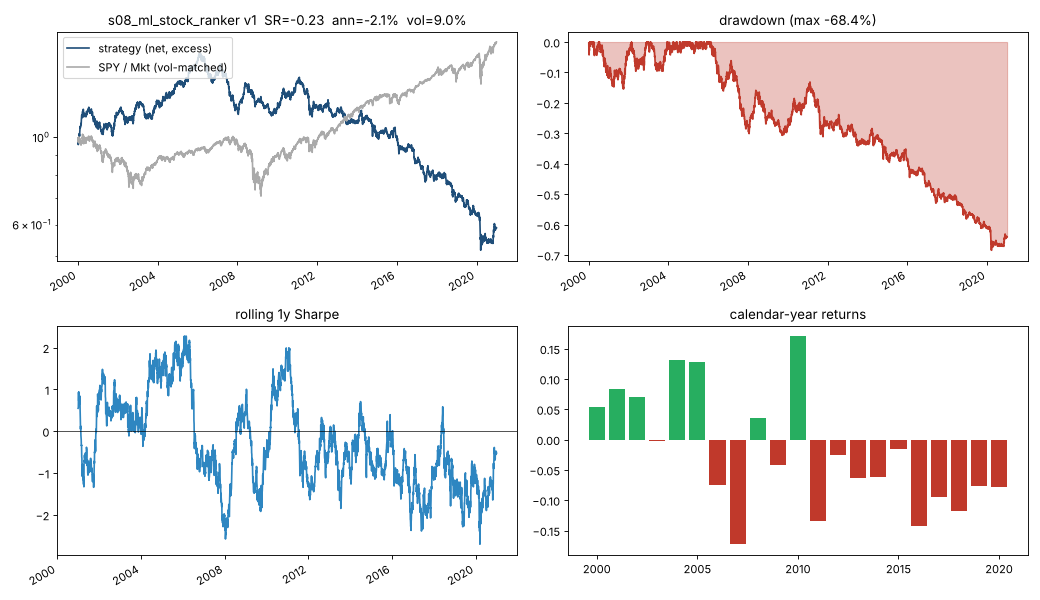 s08_ml_stock_ranker v1  SR=-0.23  ann=-2.1%  vol=9.0%
strategy (net, excess)
SPY / Mkt (vol-matched)
10⁰
6 × 10⁻¹
2000 2004 2008 2012 2016 2020
drawdown (max -68.4%)
0.0
−0.1
−0.2
−0.3
−0.4
−0.5
−0.6
−0.7
2000 2004 2008 2012 2016 2020
rolling 1y Sharpe
2
1
0
−1
−2
2000 2004 2008 2012 2016 2020
calendar-year returns
0.15
0.10
0.05
0.00
−0.05
−0.10
−0.15
2000 2005 2010 2015 2020